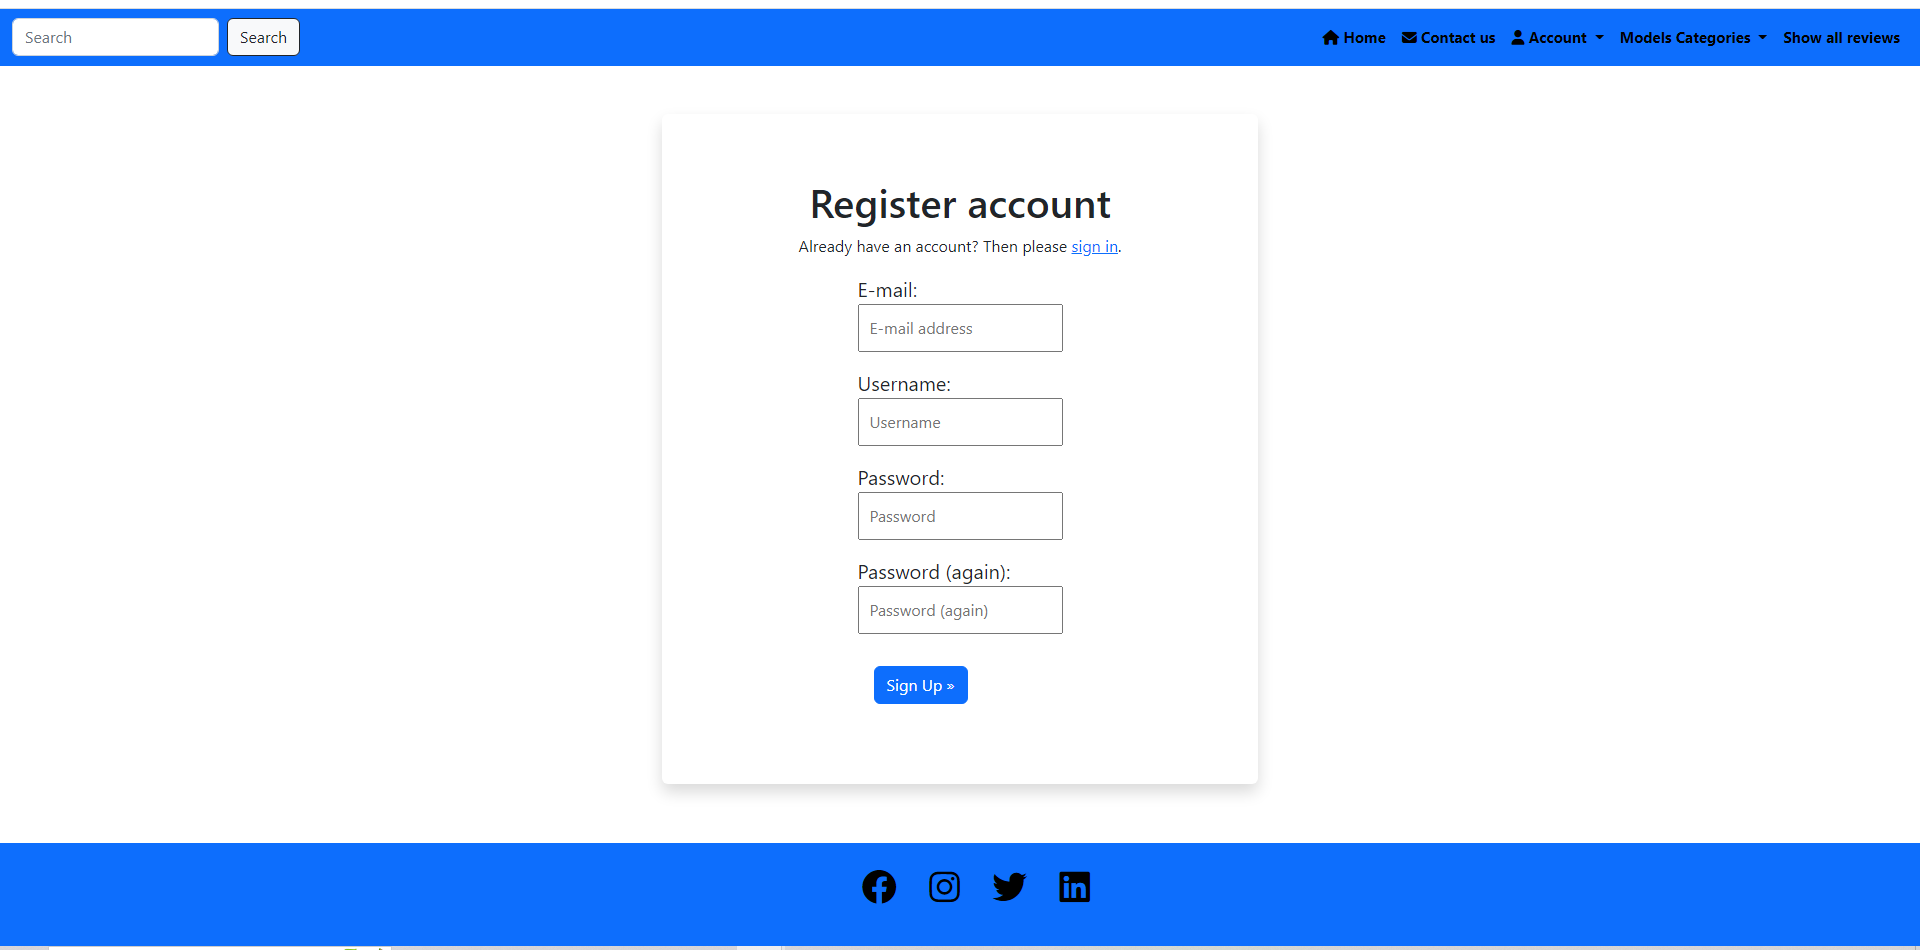 Search Search Home Contact us Account Models Categories Show all reviews
Register account
Already have an account? Then please sign in.
E-mail:
E-mail address
Username:
Username
Password:
Password
Password (again):
Password (again)
Sign Up »